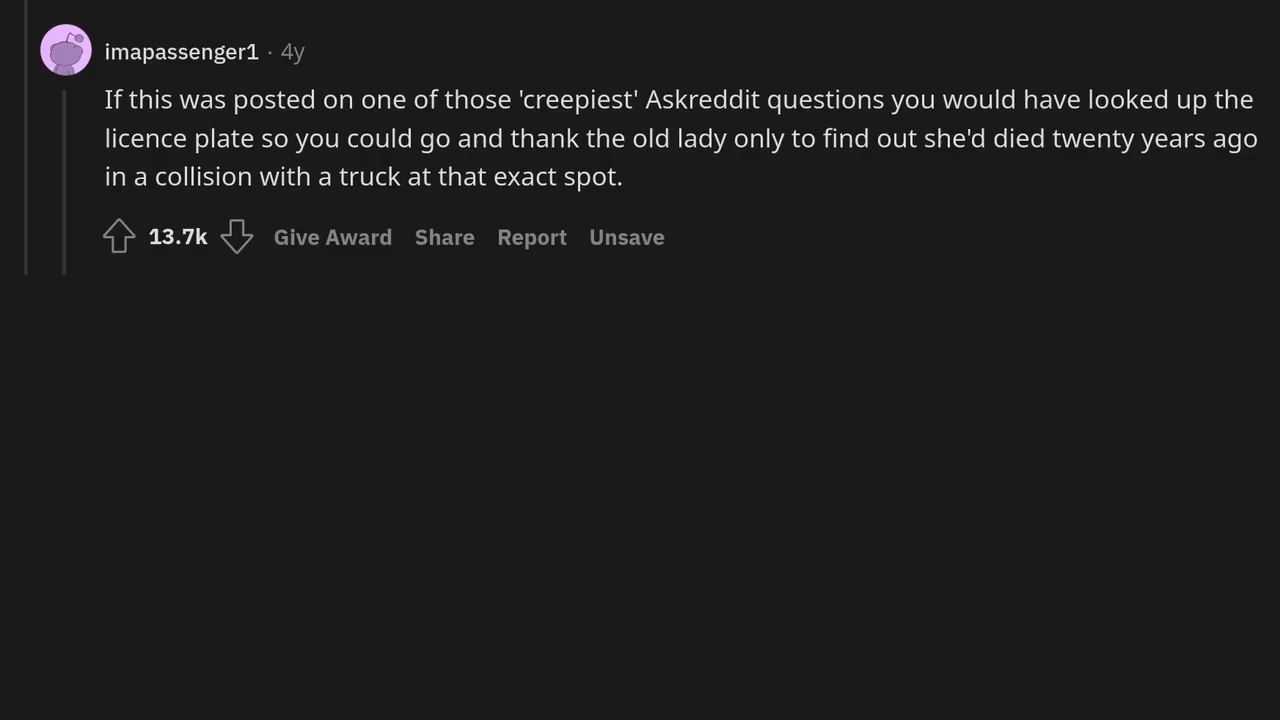 imapassenger1 · 4y
If this was posted on one of those 'creepiest' Askreddit questions you would have looked up the
licence plate so you could go and thank the old lady only to find out she'd died twenty years ago
in a collision with a truck at that exact spot.
13.7k Give Award Share Report Unsave